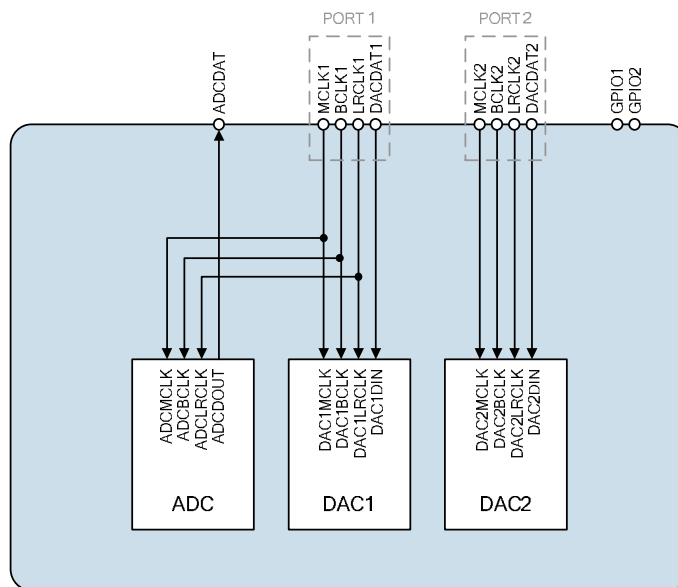 PORT 1
PORT 2
ADCDAT
MCLK1
BCLK1
LRCLK1
DACDAT1
MCLK2
BCLK2
LRCLK2
DACDAT2
GPIO1
GPIO2
ADCMCLK
ADCBCLK
ADCLRCLK
ADCDOUT
DAC1MCLK
DAC1BCLK
DAC1LRCLK
DAC1DIN
DAC2MCLK
DAC2BCLK
DAC2LRCLK
DAC2DIN
ADC
DAC1
DAC2